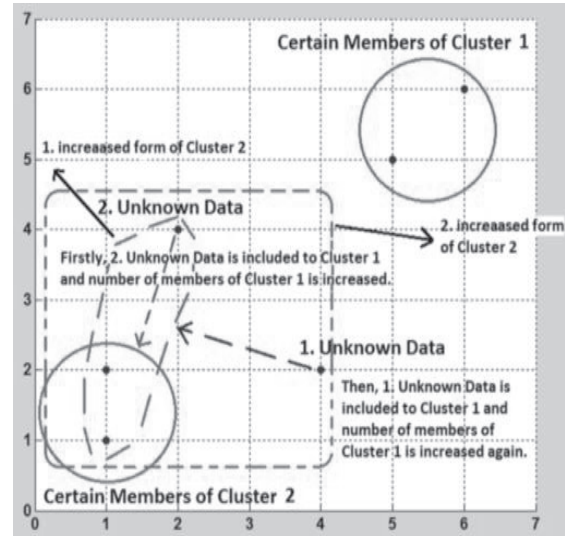 7
Certain Members of Cluster 1
6
1. increaased form of Cluster 2
5
2. Unknown Data
4
2. increaased form
of Cluster 2
Firstly, 2. Unknown Data is included to Cluster 1
and number of members of Cluster 1 is increased.
3
1. Unknown Data
2
Then, 1. Unknown Data is
included to Cluster 1 and
number of members of
Cluster 1 is increased again.
1
Certain Members of Cluster 2
0
0 1 2 3 4 5 6 7